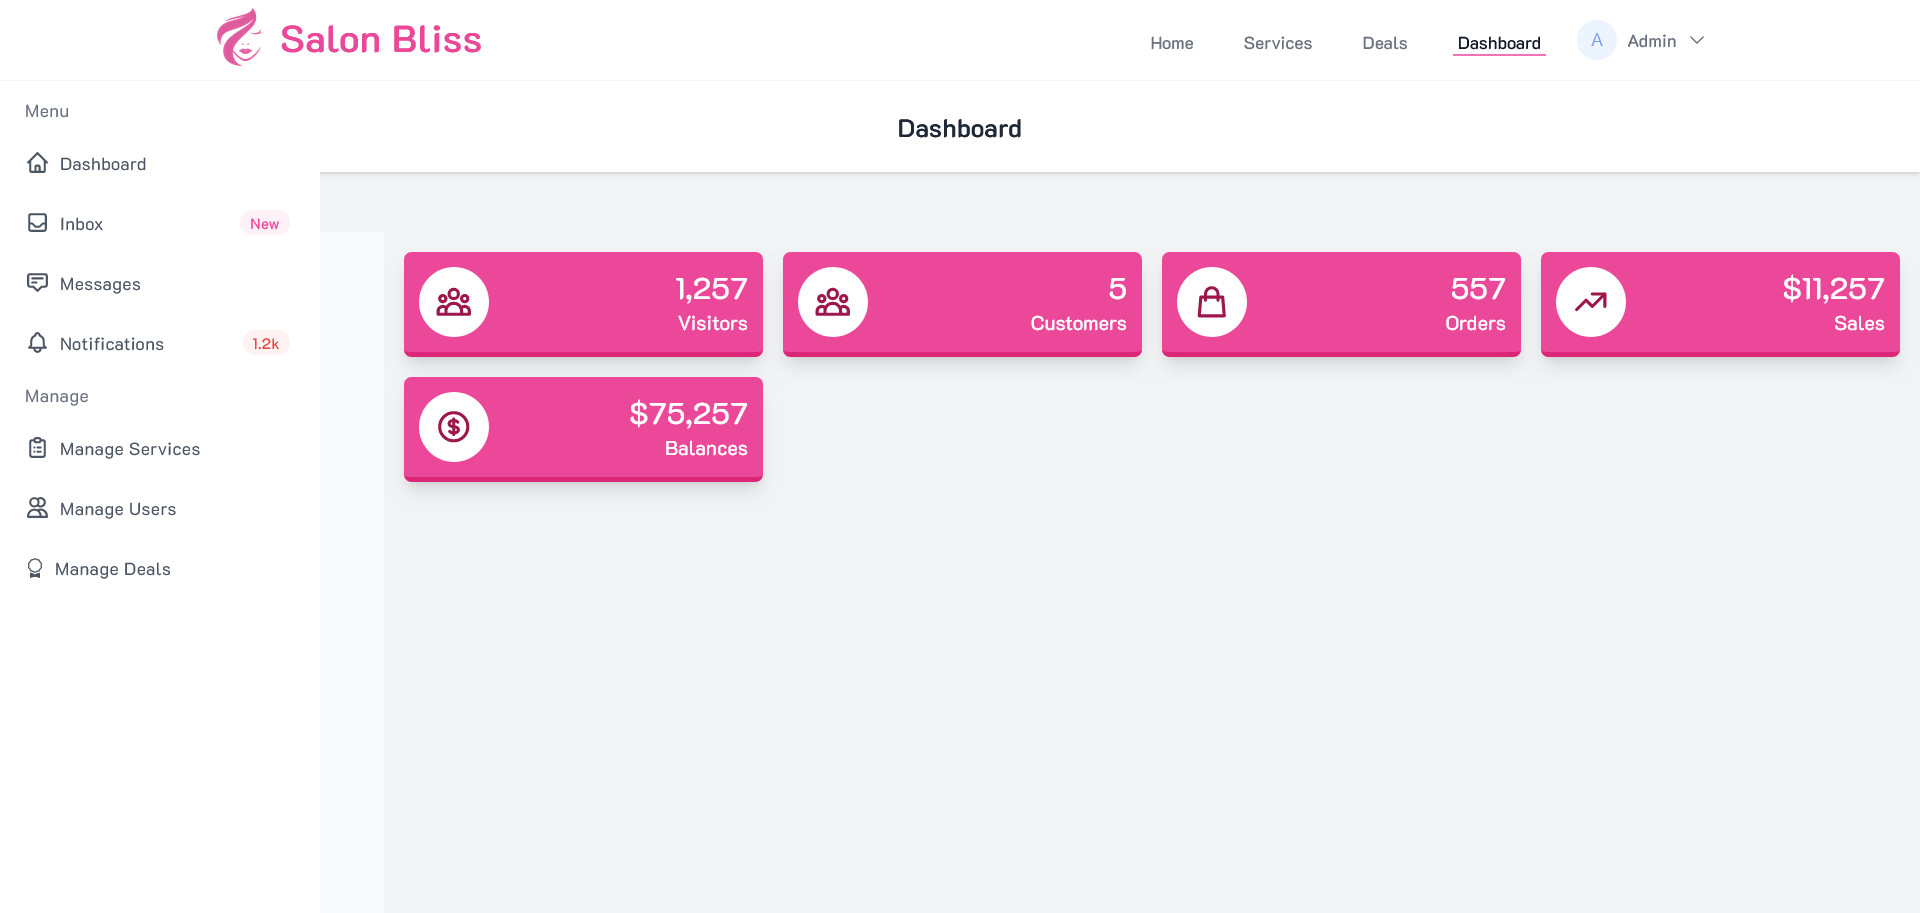 Salon Bliss
Home
Services
Deals
Dashboard
A
Admin
Menu
Dashboard
Inbox
New
Messages
Notifications
1.2k
Manage
Manage Services
Manage Users
Manage Deals
Dashboard
1,257
Visitors
5
Customers
557
Orders
$11,257
Sales
$75,257
Balances